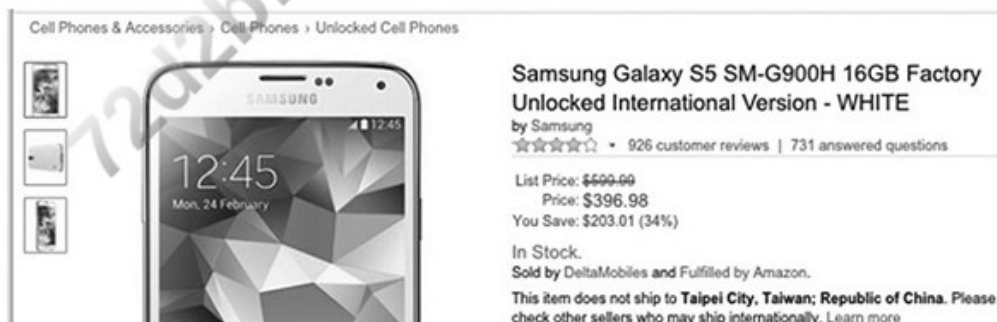 Cell Phones & Accessories › Cell Phones › Unlocked Cell Phones
Samsung Galaxy S5 SM-G900H 16GB Factory
Unlocked International Version - WHITE
by Samsung
926 customer reviews | 731 answered questions
List Price: $599.99
Price: $396.98
You Save: $203.01 (34%)
In Stock.
Sold by DeltaMobiles and Fulfilled by Amazon.
This item does not ship to Taipei City, Taiwan; Republic of China. Please
check other sellers who may ship internationally. Learn more
SAMSUNG
12:45
12:45
Mon, 24 February